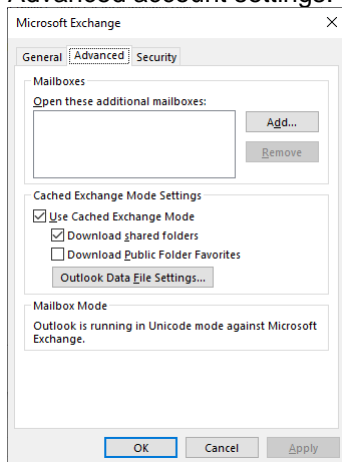 Advanced account settings.
Microsoft Exchange
General Advanced Security
Mailboxes
Open these additional mailboxes:
Add...
Remove
Cached Exchange Mode Settings
Use Cached Exchange Mode
Download shared folders
Download Public Folder Favorites
Outlook Data File Settings...
Mailbox Mode
Outlook is running in Unicode mode against Microsoft
Exchange.
OK Cancel Apply